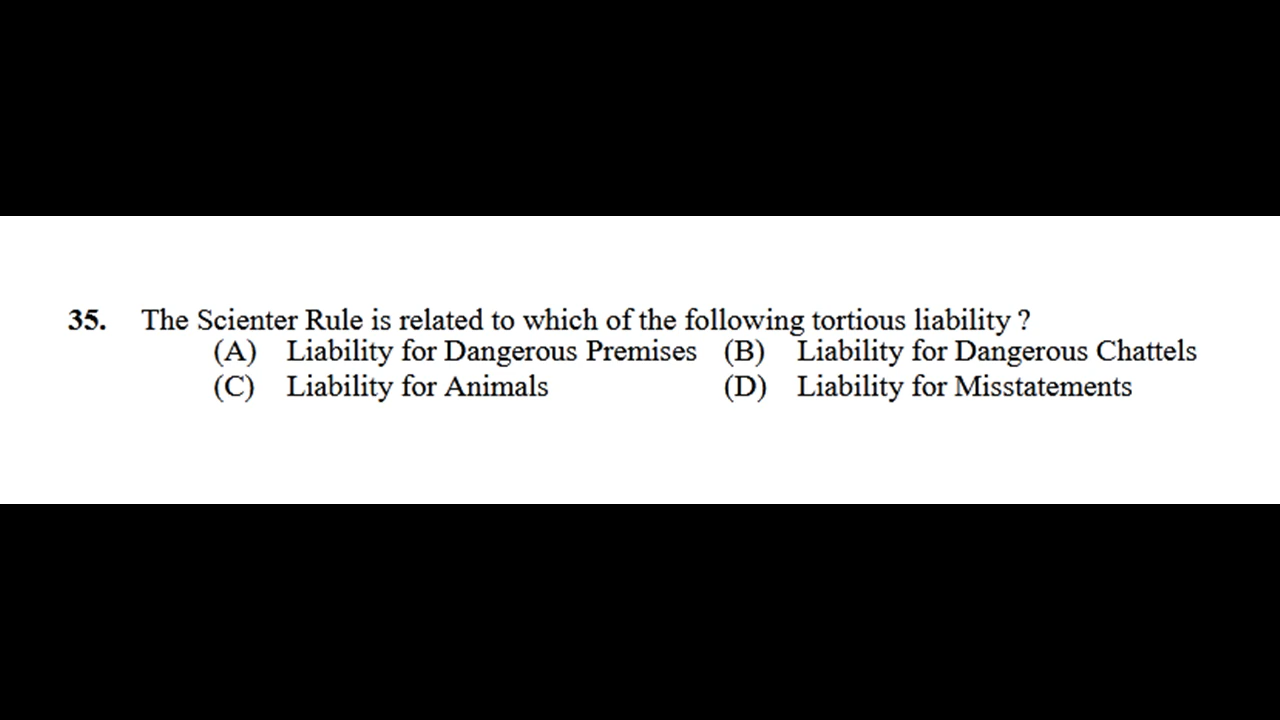 35. The Scienter Rule is related to which of the following tortious liability ?
(A) Liability for Dangerous Premises (B) Liability for Dangerous Chattels
(C) Liability for Animals (D) Liability for Misstatements